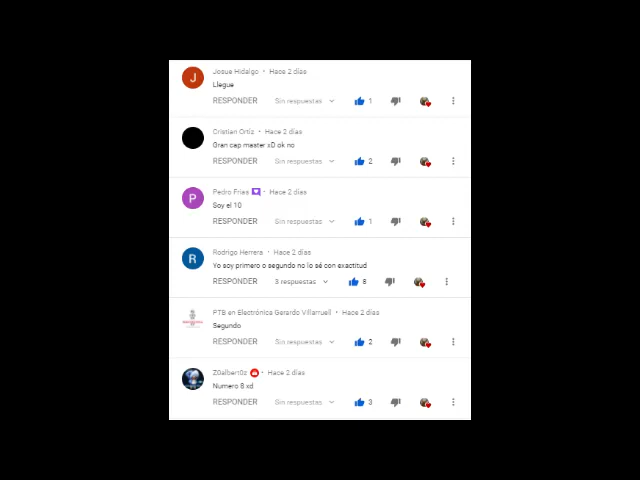 J
Josue Hidalgo • Hace 2 días
Llegue
RESPONDER Sin respuestas 1
Cristian Ortíz • Hace 2 días
Gran cap master xD ok no
RESPONDER Sin respuestas 2
P
Pedro Frias • Hace 2 días
Soy el 10
RESPONDER Sin respuestas 1
R
Rodrigo Herrera • Hace 2 días
Yo soy primero o segundo no lo sé con exactitud
RESPONDER 3 respuestas 8
PTB en Electrónica Gerardo Villarruell • Hace 2 días
Segundo
RESPONDER Sin respuestas 2
Z0albert0z • Hace 2 días
Numero 8 xd
RESPONDER Sin respuestas 3